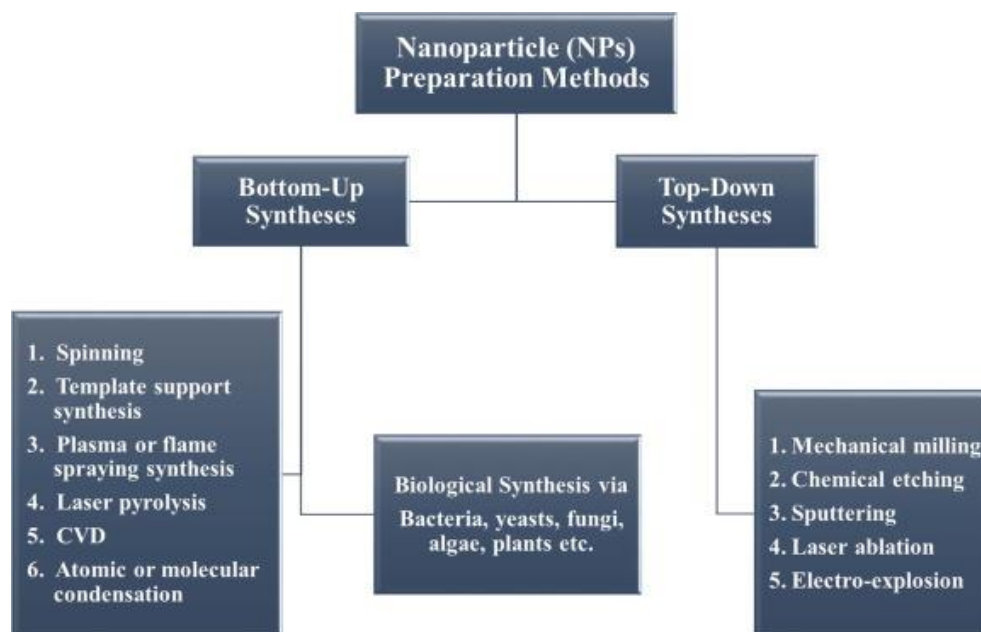 Nanoparticle (NPs)
Preparation Methods
Bottom-Up
Syntheses
Top-Down
Syntheses
1. Spinning
2. Template support
synthesis
3. Plasma or flame
spraying synthesis
4. Laser pyrolysis
5. CVD
6. Atomic or molecular
condensation
Biological Synthesis via
Bacteria, yeasts, fungi,
algae, plants etc.
1. Mechanical milling
2. Chemical etching
3. Sputtering
4. Laser ablation
5. Electro-explosion